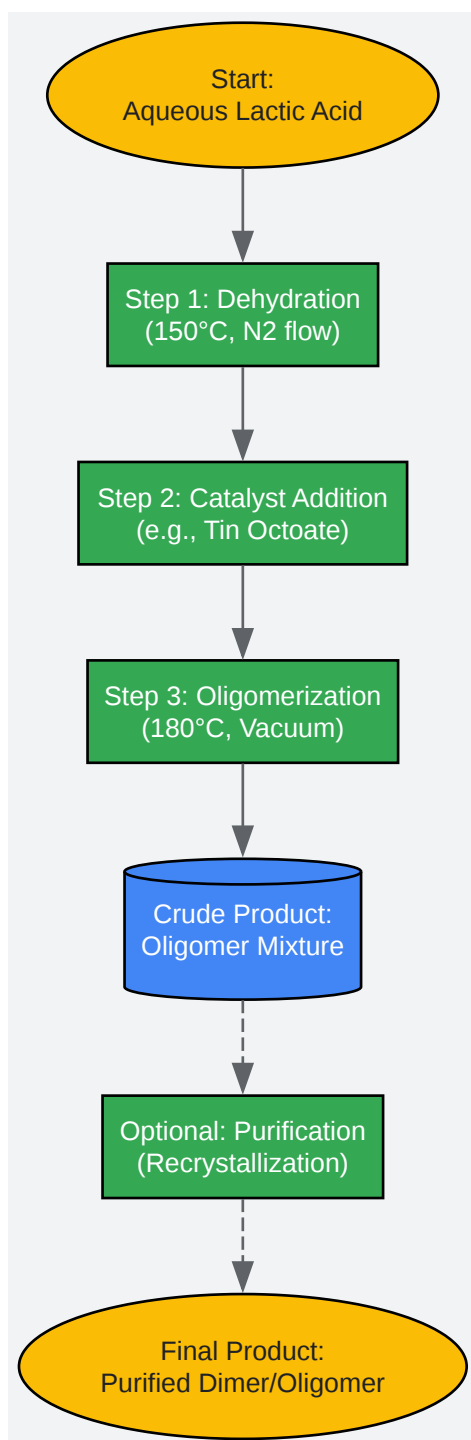 Start:
Aqueous Lactic Acid
Step 1: Dehydration
(150°C, N2 flow)
Step 2: Catalyst Addition
(e.g., Tin Octoate)
Step 3: Oligomerization
(180°C, Vacuum)
Crude Product:
Oligomer Mixture
Optional: Purification
(Recrystallization)
Final Product:
Purified Dimer/Oligomer